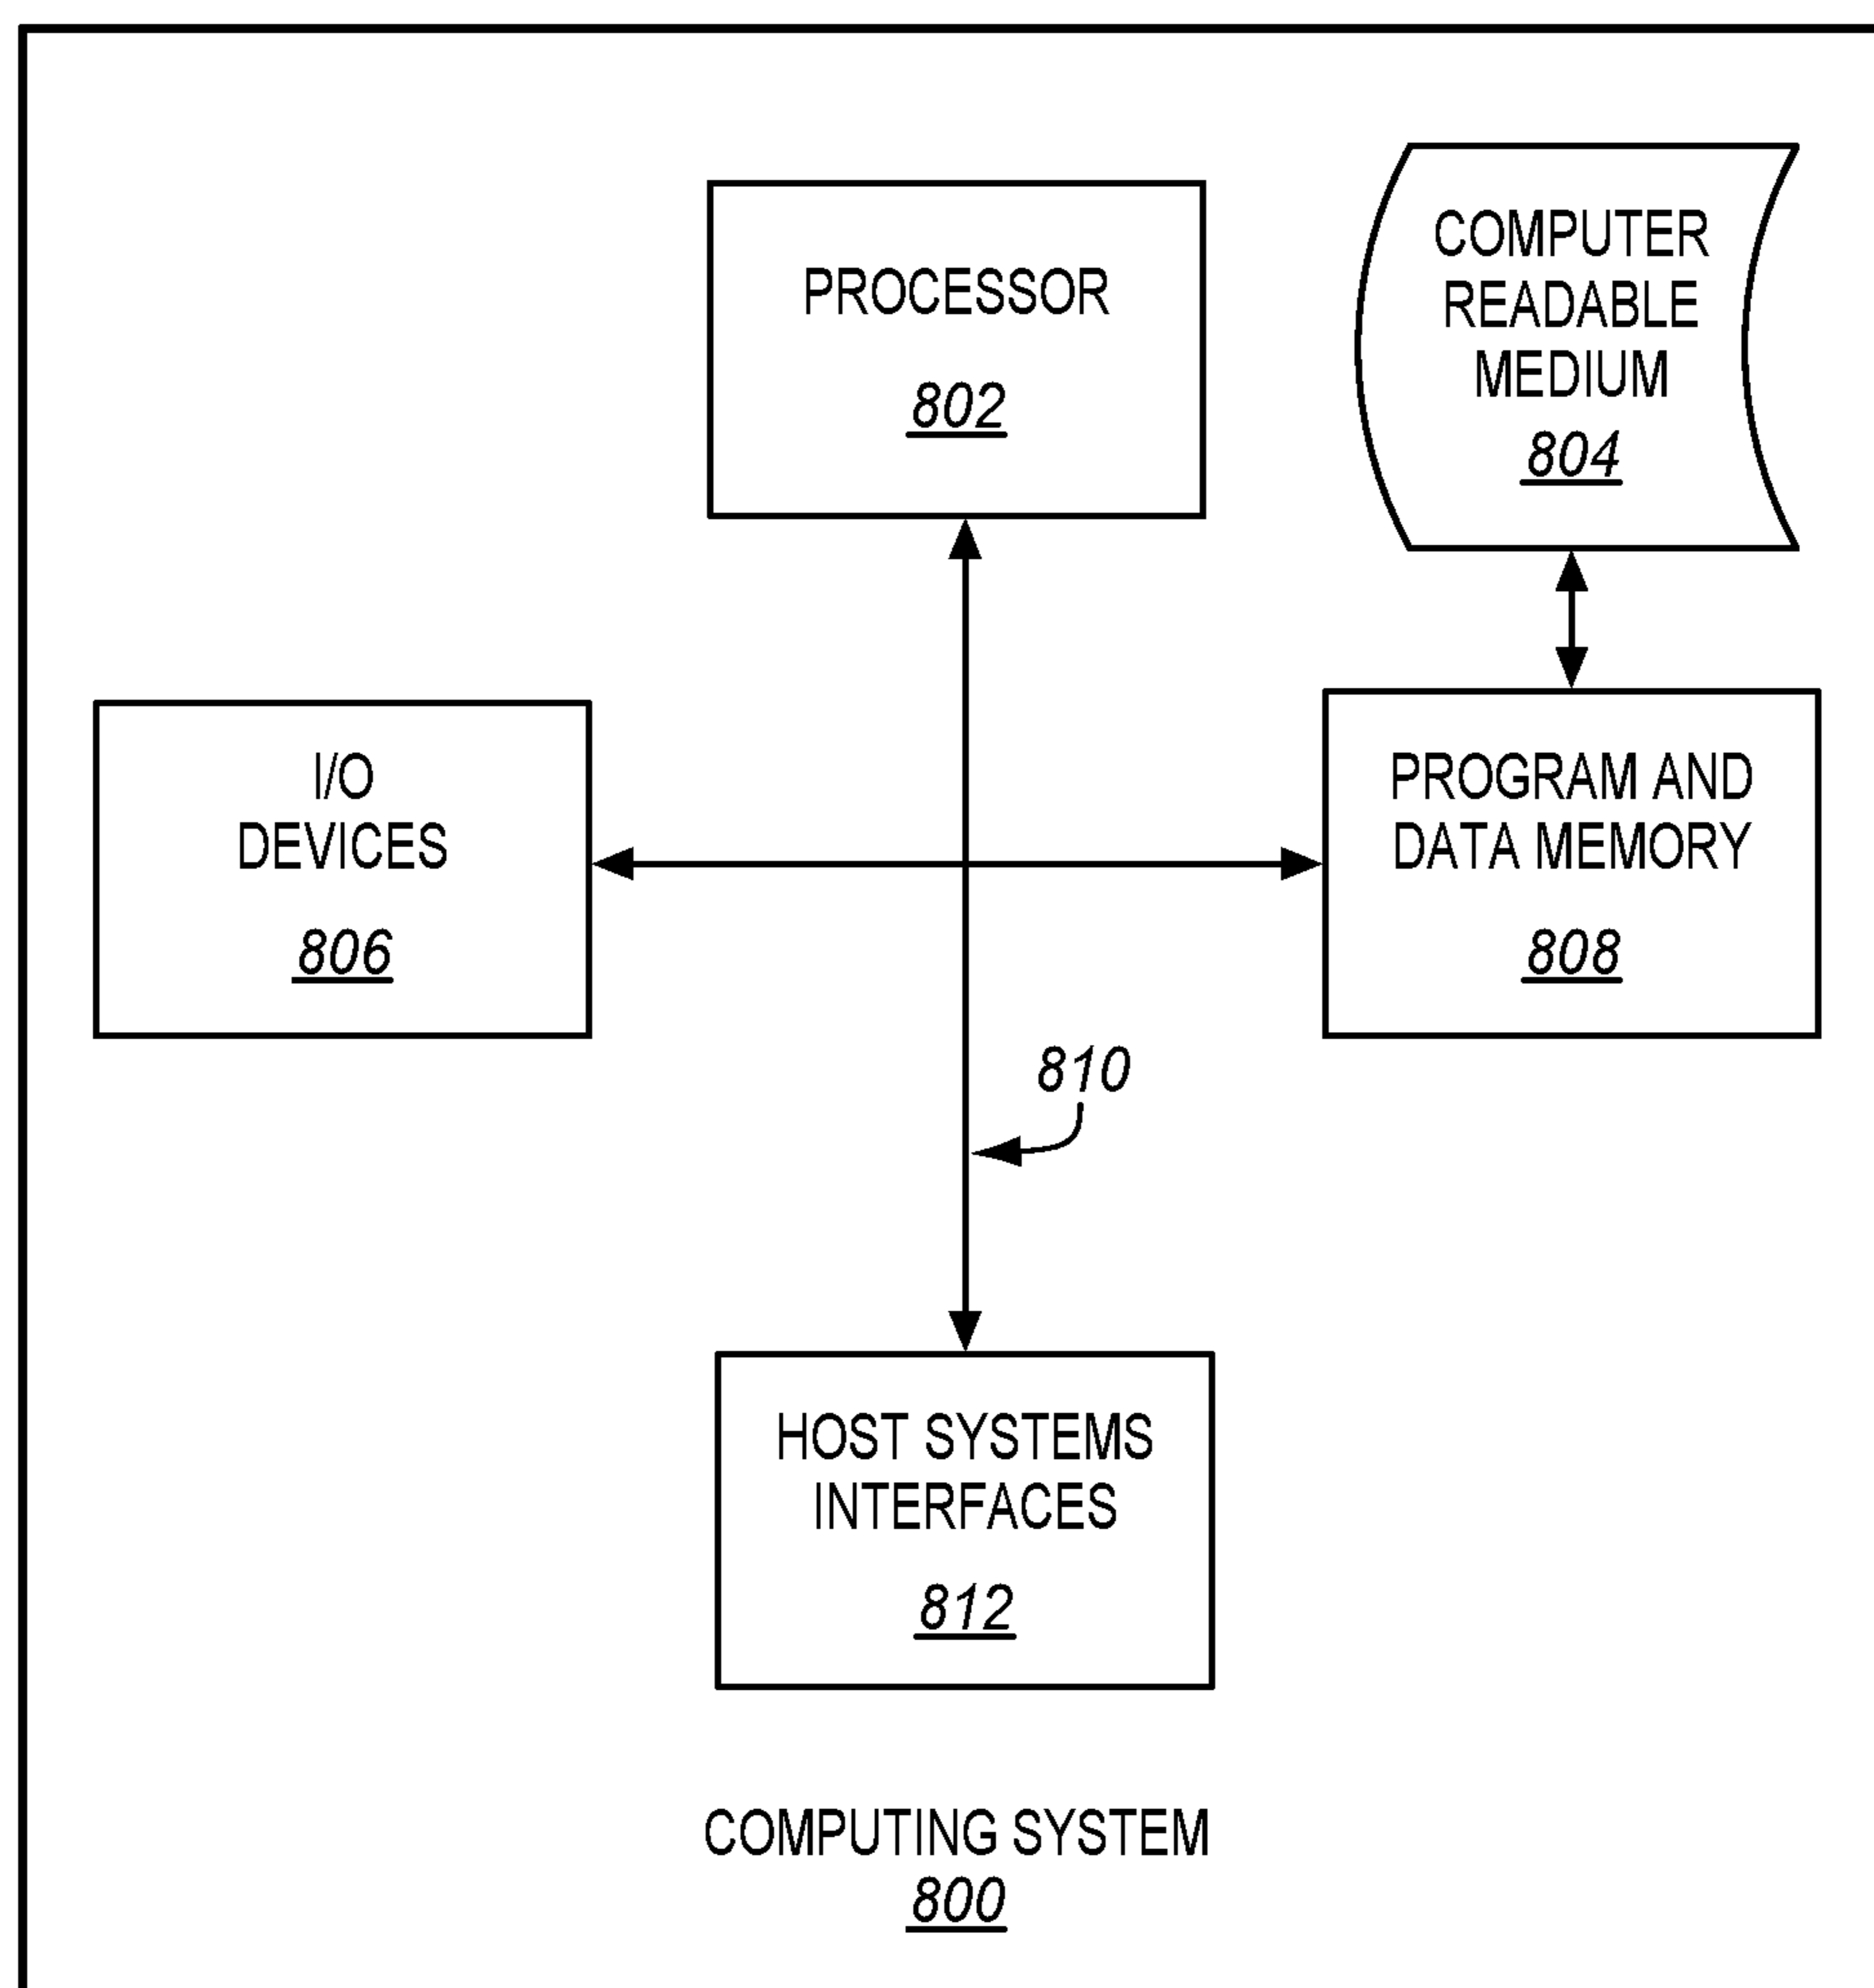 PROCESSOR
802
COMPUTER
READABLE
MEDIUM
804
I/O
DEVICES
806
PROGRAM AND
DATA MEMORY
808
810
HOST SYSTEMS
INTERFACES
812
COMPUTING SYSTEM
800